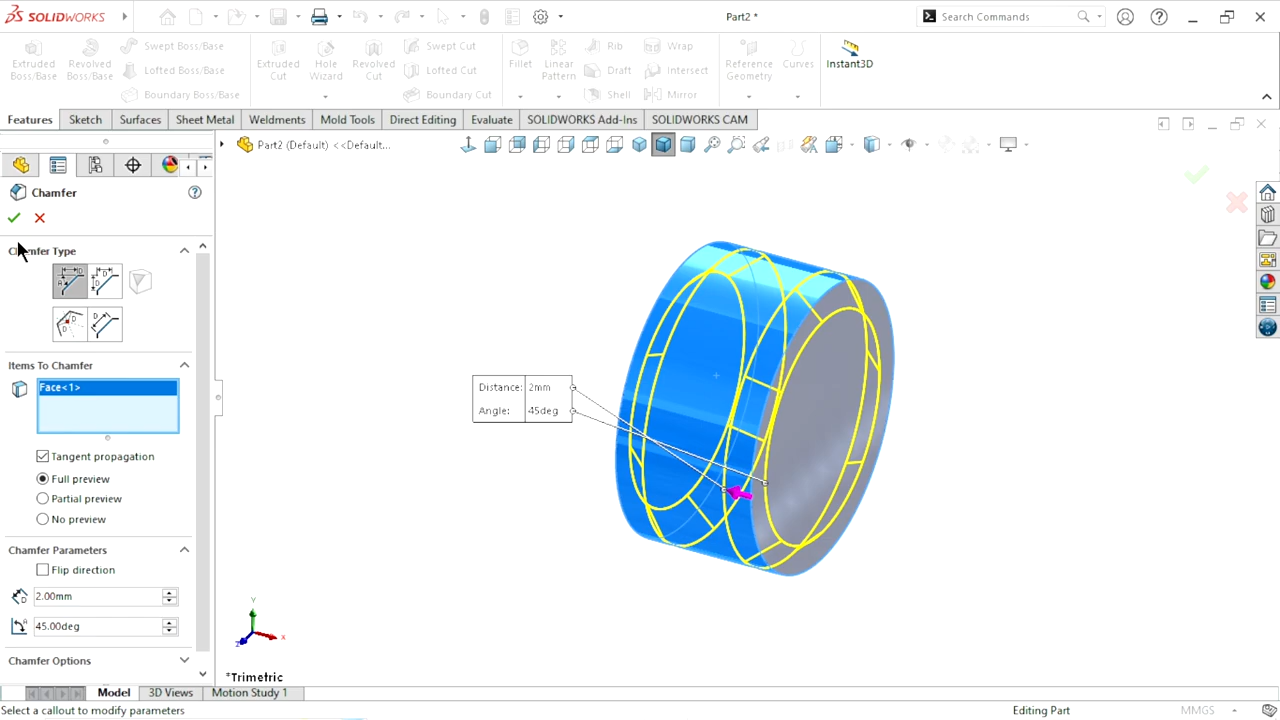 SOLIDWORKS
Part2 *
Search Commands
Extruded Boss/Base
Revolved Boss/Base
Swept Boss/Base
Lofted Boss/Base
Boundary Boss/Base
Extruded Cut
Hole Wizard
Revolved Cut
Swept Cut
Lofted Cut
Boundary Cut
Fillet
Linear Pattern
Rib
Draft
Shell
Wrap
Intersect
Mirror
Reference Geometry
Curves
Instant3D
Features
Sketch
Surfaces
Sheet Metal
Weldments
Mold Tools
Direct Editing
Evaluate
SOLIDWORKS Add-Ins
SOLIDWORKS CAM
Part2 (Default) <<Default...
Chamfer
Chamfer Type
Items To Chamfer
Face<1>
Tangent propagation
Full preview
Partial preview
No preview
Chamfer Parameters
Flip direction
2.00mm
45.00deg
Chamfer Options
Distance: 2mm
Angle: 45deg
Y
X
Z
*Trimetric
Model
3D Views
Motion Study 1
Select a callout to modify parameters
Editing Part
MMGS